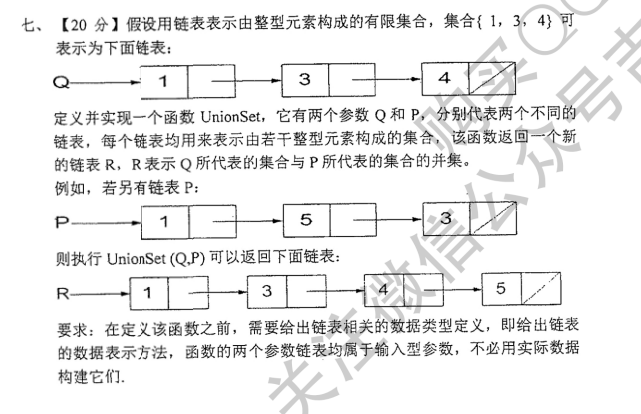 七、【20 分】假设用链表表示由整型元素构成的有限集合，集合{ 1，3，4}可
表示为下面链表：
Q 1 3 4
定义并实现一个函数 UnionSet，它有两个参数 Q 和 P，分别代表两个不同的
链表，每个链表均用来表示由若干整型元素构成的集合，该函数返回一个新
的链表 R，R 表示 Q 所代表的集合与 P 所代表的集合的并集。
例如，若另有链表 P：
P 1 5 3
则执行 UnionSet (Q,P) 可以返回下面链表：
R 1 3 4 5
要求：在定义该函数之前，需要给出链表相关的数据类型定义，即给出链表
的数据表示方法，函数的两个参数链表均属于输入型参数，不必用实际数据
构建它们.
关注微信公众号
购买